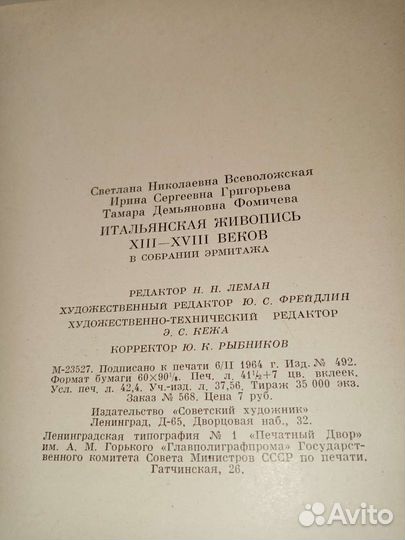 Светлана Николаевна Всеволожская
Ирина Сергеевна Григорьева
Тамара Демьяновна Фомичева
ИТАЛЬЯНСКАЯ ЖИВОПИСЬ
XIII—XVIII ВЕКОВ
В СОБРАНИИ ЭРМИТАЖА
РЕДАКТОР Н. Н. ЛЕМАН
ХУДОЖЕСТВЕННЫЙ РЕДАКТОР Ю. С. ФРЕЙДЛИН
ХУДОЖЕСТВЕННО-ТЕХНИЧЕСКИЙ РЕДАКТОР
Э. С. КЕЖА
КОРРЕКТОР Ю. К. РЫБНИКОВ
М-23527. Подписано к печати 6/II 1964 г. Изд. № 492.
Формат бумаги 60×90¹/₈. Печ. л. 41¹/₂+7 цв. вклеек.
Усл. печ. л. 42,4. Уч.-изд. л. 37,56. Тираж 35 000 экз.
Заказ № 568. Цена 7 руб.
Издательство «Советский художник»
Ленинград, Д-65, Дворцовая наб., 32.
Ленинградская типография № 1 «Печатный Двор»
им. А. М. Горького «Главполиграфпрома» Государст-
венного комитета Совета Министров СССР по печати.
Гатчинская, 26.
Avito